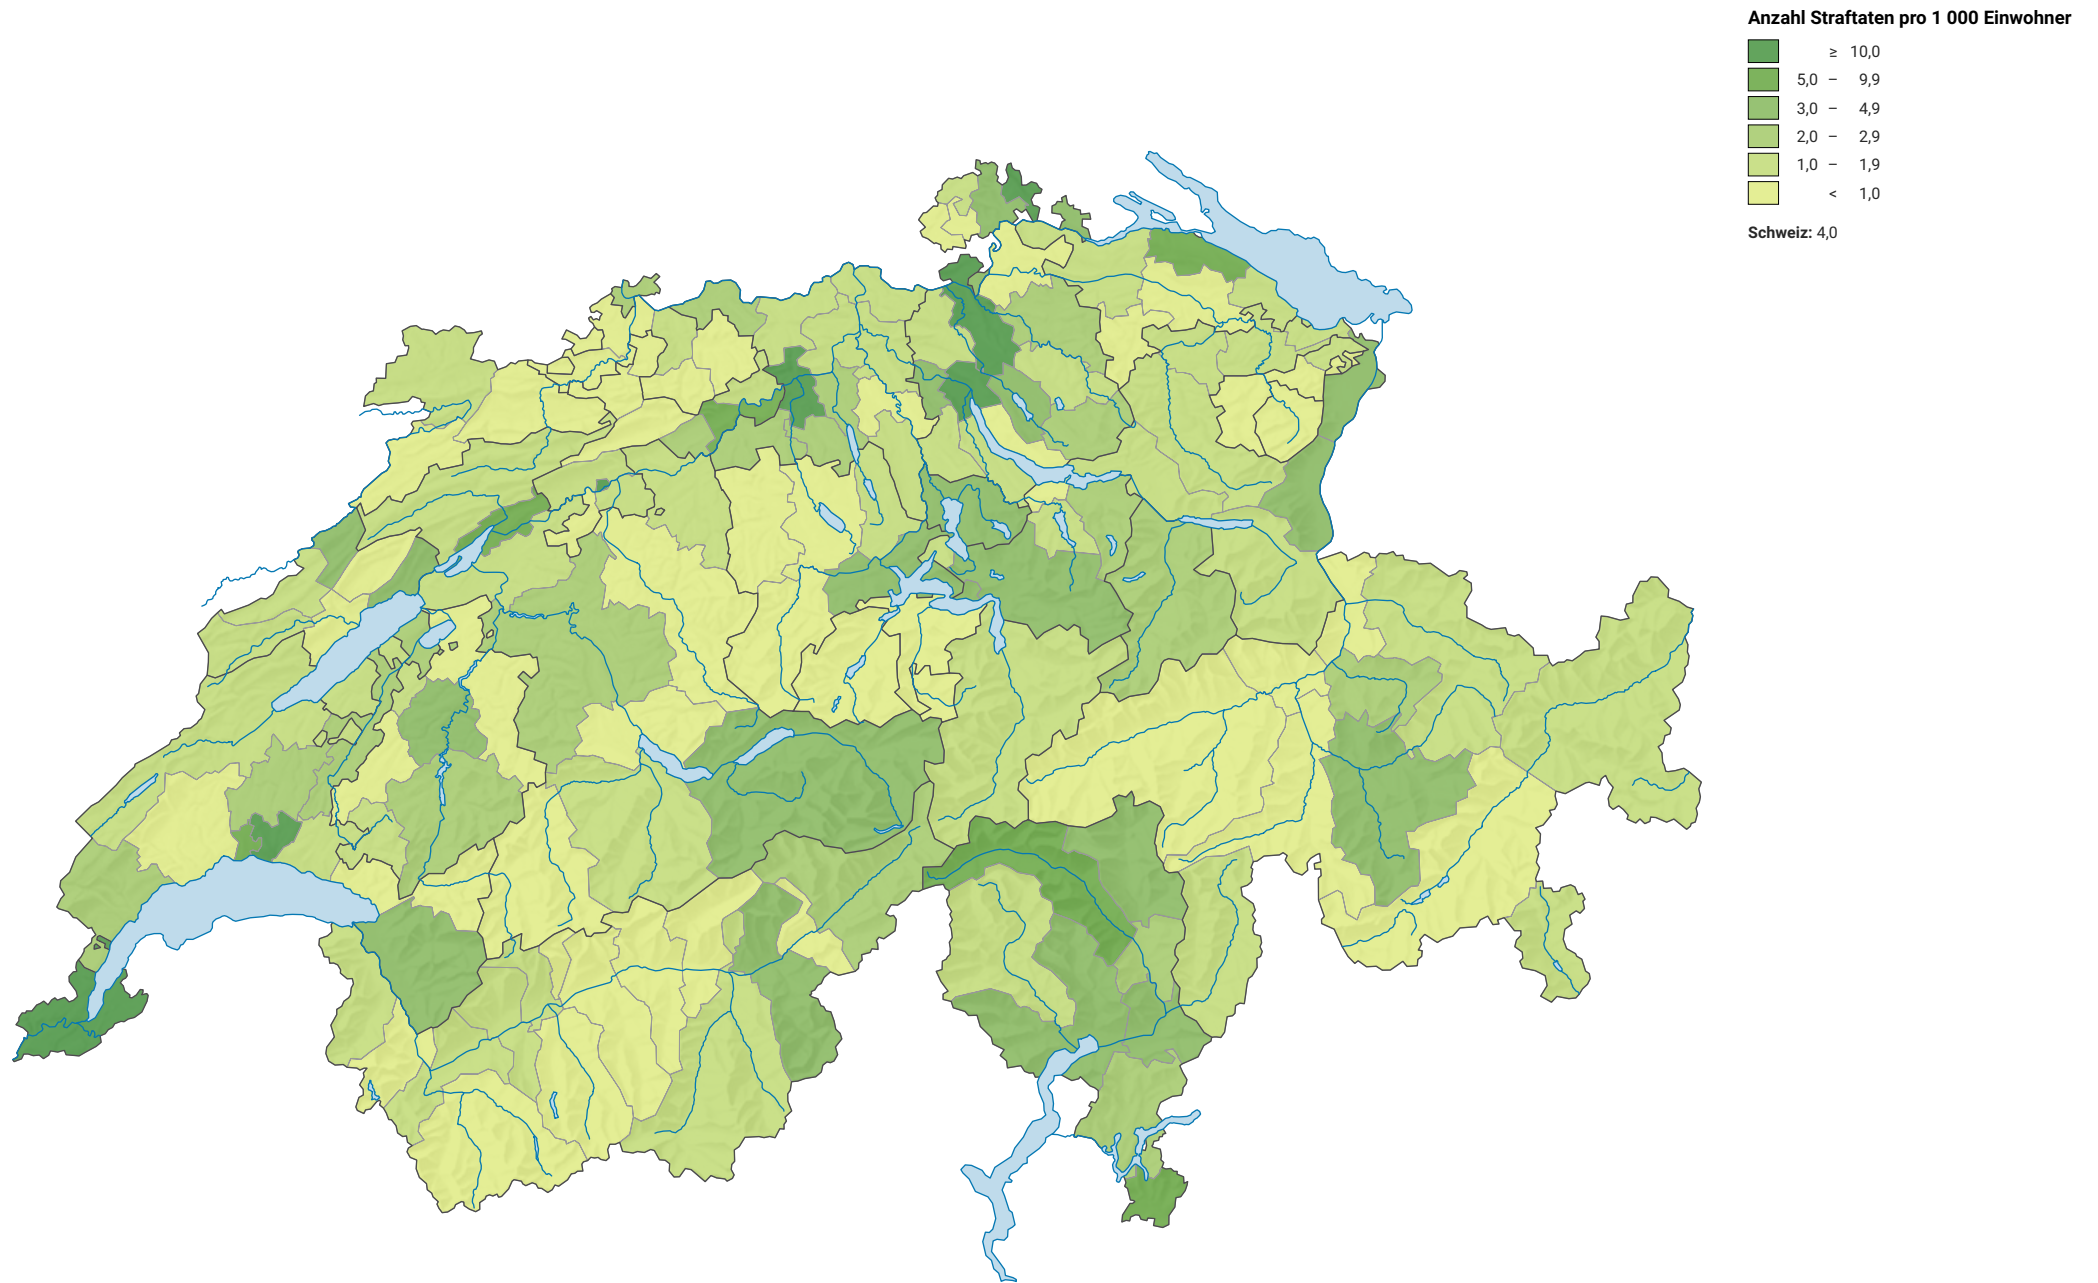 Anzahl Straftaten pro 1 000 Einwohner
≥ 10,0
5,0 – 9,9
3,0 – 4,9
2,0 – 2,9
1,0 – 1,9
< 1,0
Schweiz: 4,0